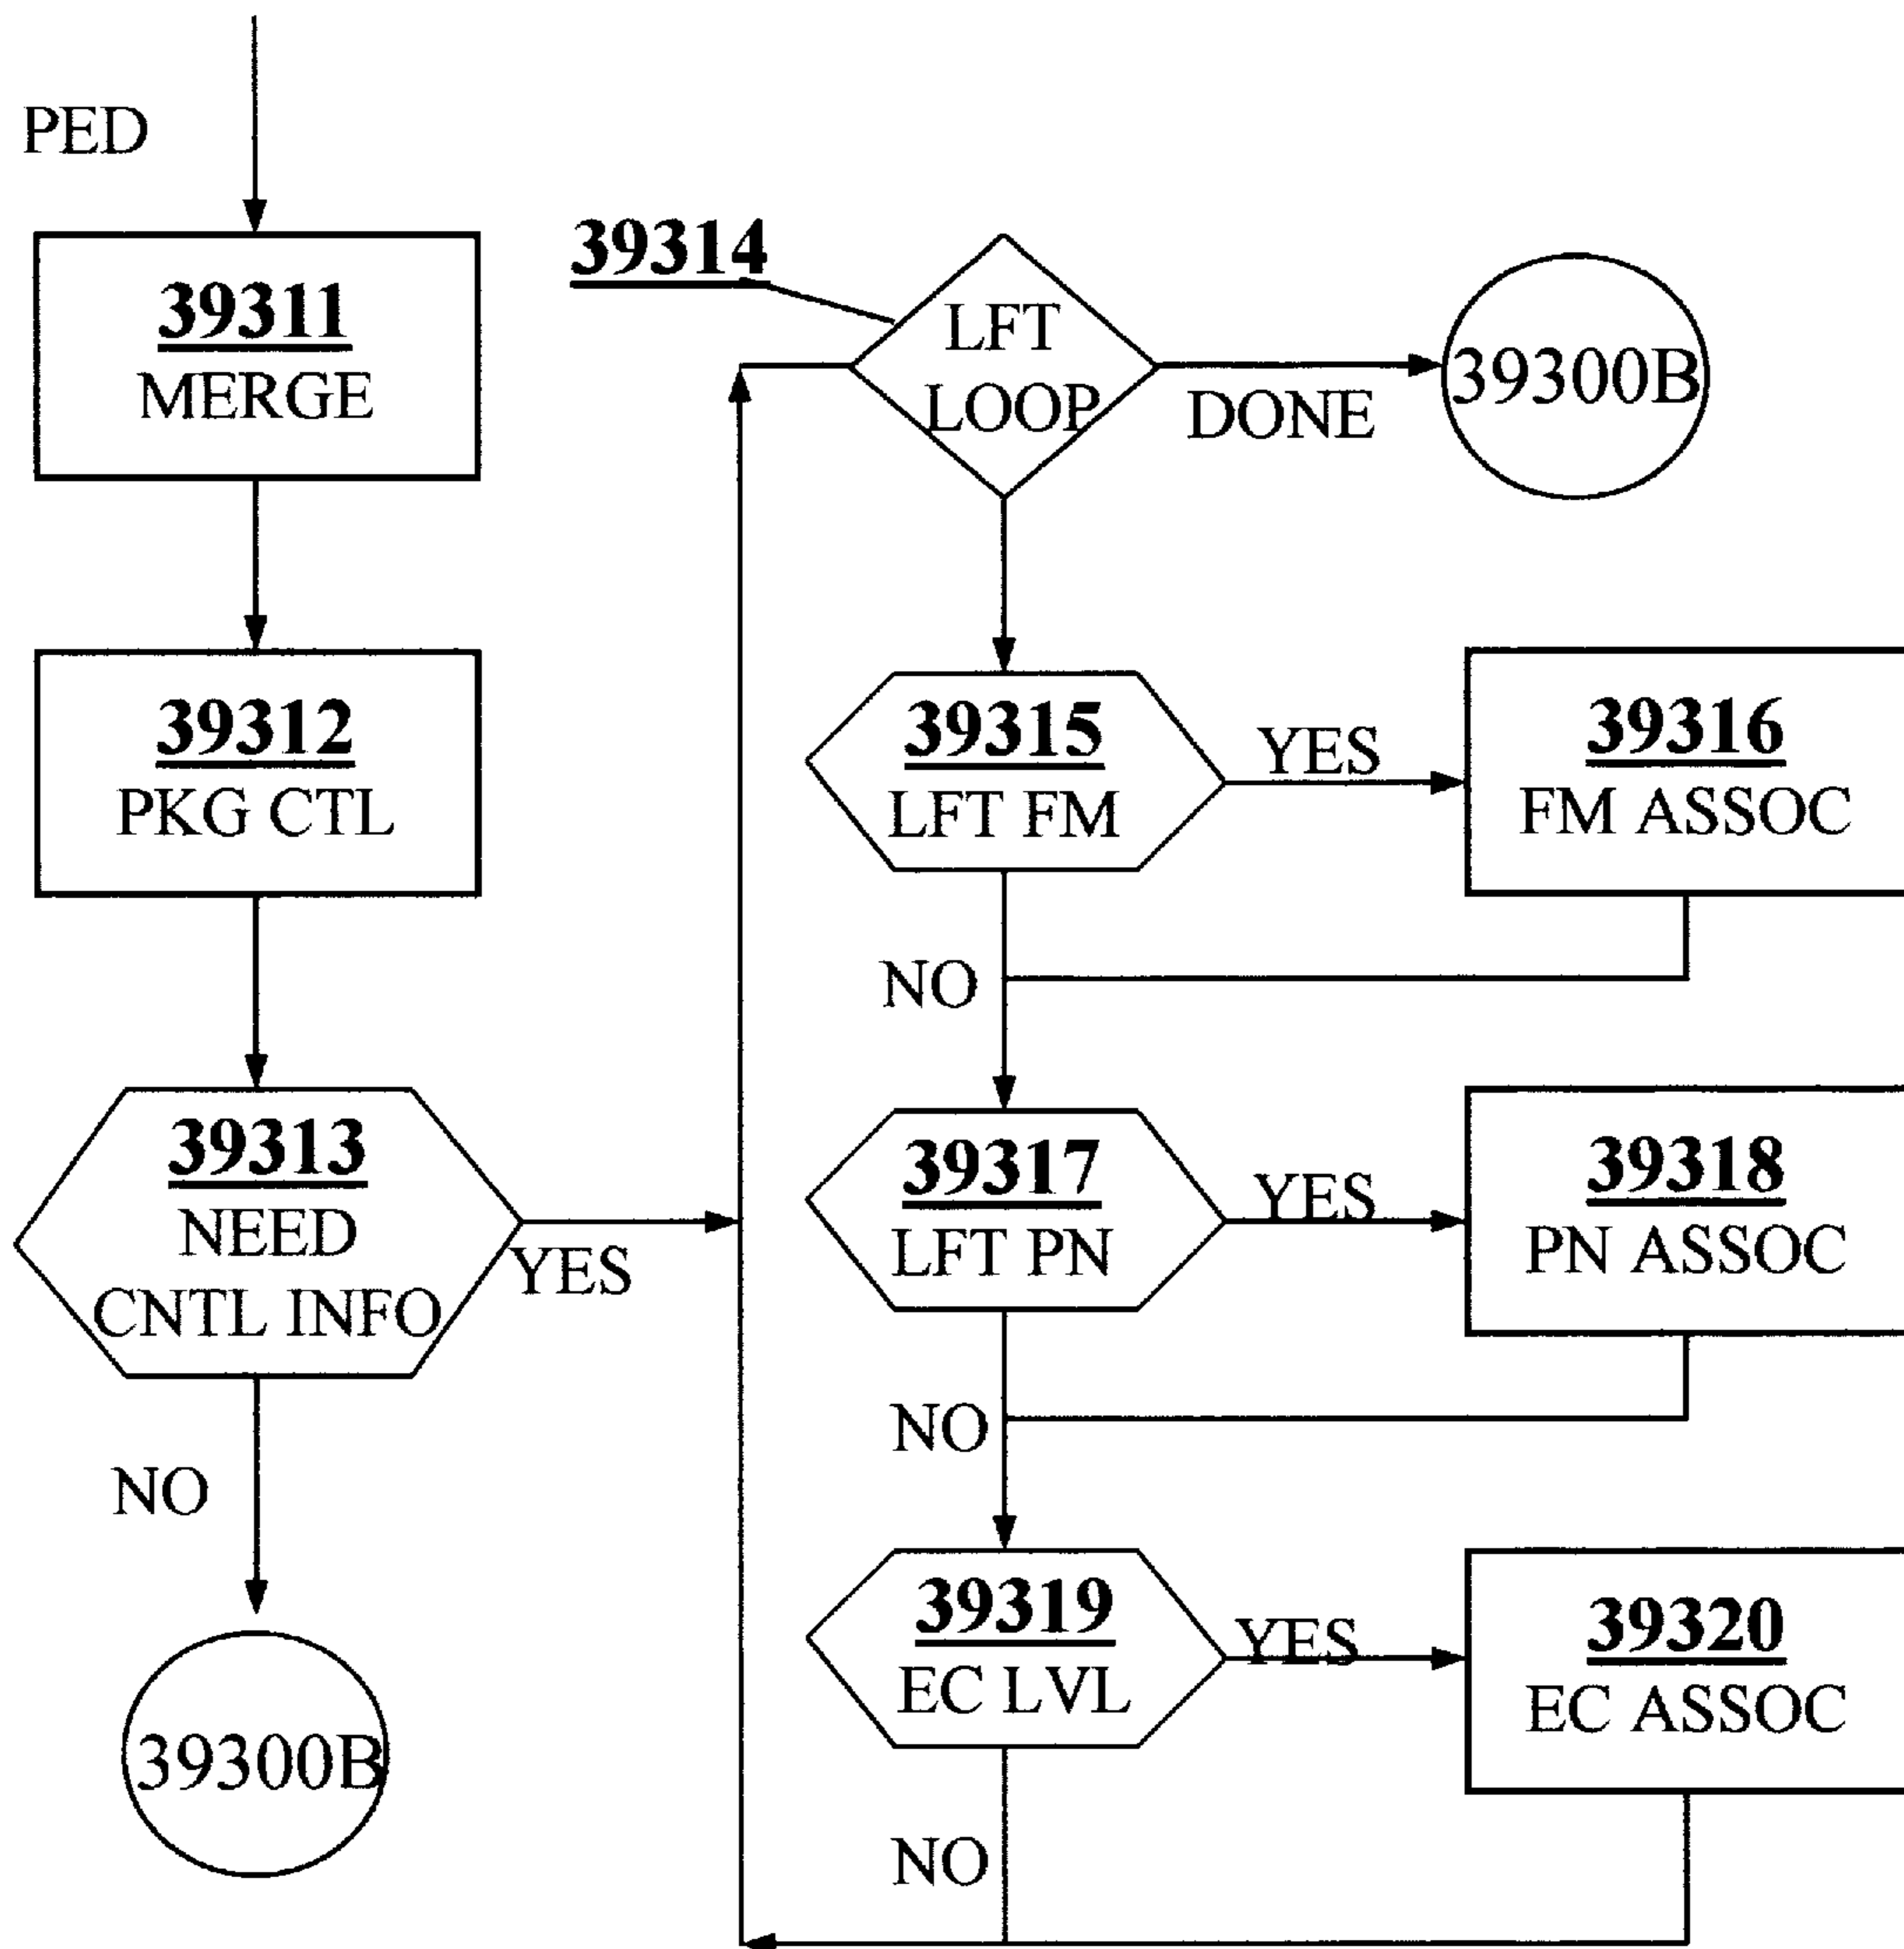 PED
39311
MERGE
39312
PKG CTL
39313
NEED
CNTL INFO
YES
NO
39300B
39314
LFT
LOOP
DONE
39300B
39315
LFT FM
YES
39316
FM ASSOC
NO
39317
LFT PN
YES
39318
PN ASSOC
NO
39319
EC LVL
YES
39320
EC ASSOC
NO